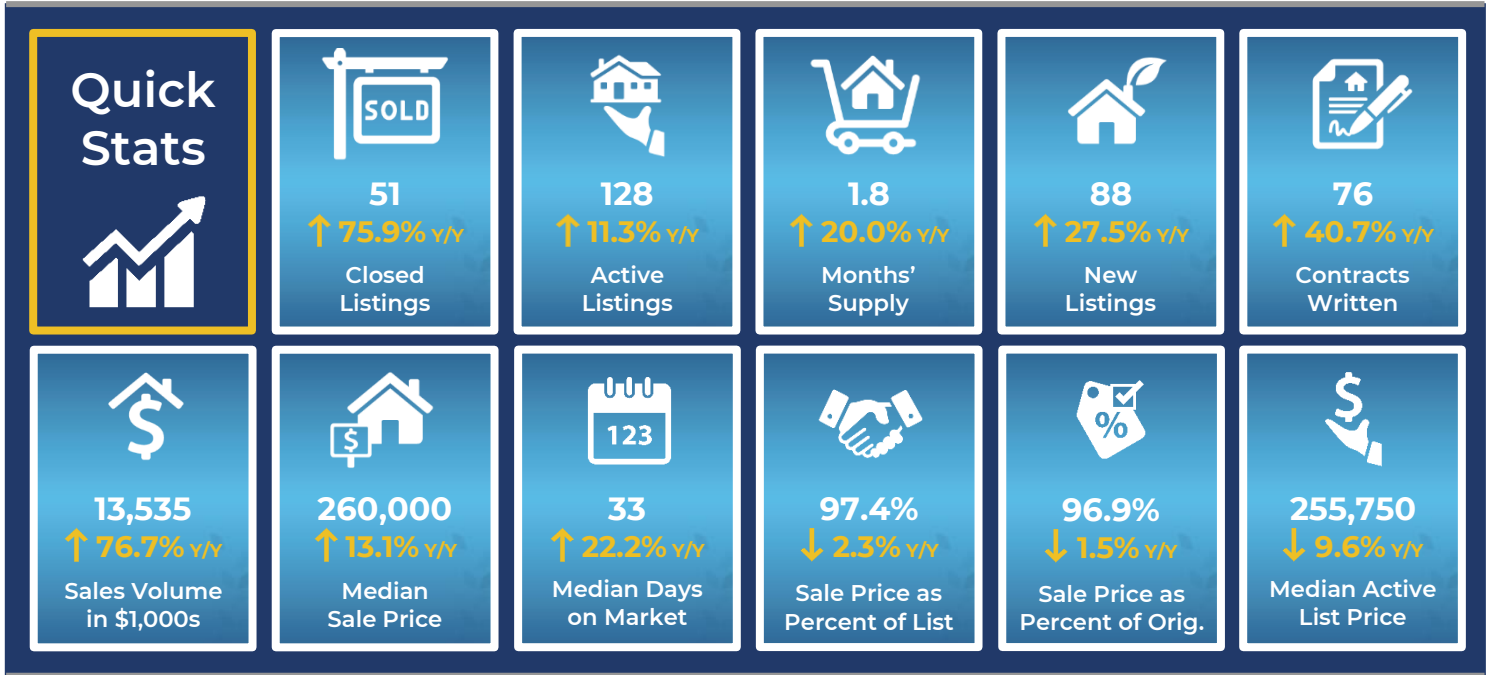 Quick
Stats
SOLD
51
↑ 75.9% Y/Y
Closed
Listings
128
↑ 11.3% Y/Y
Active
Listings
1.8
↑ 20.0% Y/Y
Months’
Supply
88
↑ 27.5% Y/Y
New
Listings
76
↑ 40.7% Y/Y
Contracts
Written
$
13,535
↑ 76.7% Y/Y
Sales Volume
in $1,000s
$
260,000
↑ 13.1% Y/Y
Median
Sale Price
123
33
↑ 22.2% Y/Y
Median Days
on Market
97.4%
↓ 2.3% Y/Y
Sale Price as
Percent of List
%
96.9%
↓ 1.5% Y/Y
Sale Price as
Percent of Orig.
$
255,750
↓ 9.6% Y/Y
Median Active
List Price